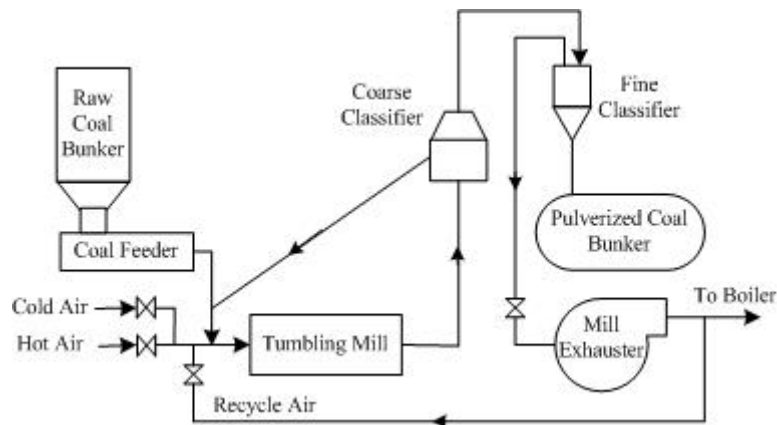 Raw
Coal
Bunker
Coal Feeder
Cold Air
Hot Air
Tumbling Mill
Recycle Air
Coarse
Classifier
Fine
Classifier
Pulverized Coal
Bunker
Mill
Exhauster
To Boiler